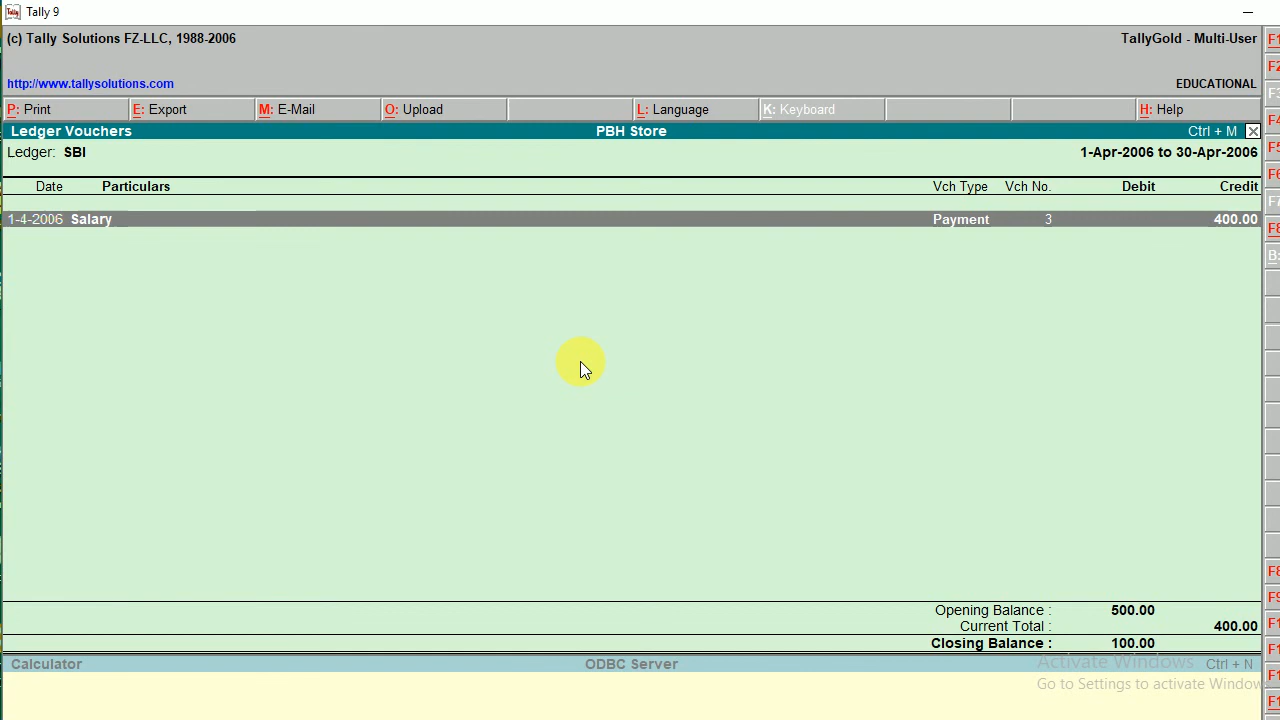 Tally 9
(c) Tally Solutions FZ-LLC, 1988-2006 TallyGold - Multi-User
http://www.tallysolutions.com EDUCATIONAL
P: Print E: Export M: E-Mail O: Upload L: Language K: Keyboard H: Help
Ledger Vouchers PBH Store Ctrl + M
Ledger: SBI 1-Apr-2006 to 30-Apr-2006
Date Particulars Vch Type Vch No. Debit Credit
1-4-2006 Salary Payment 3 400.00
Opening Balance : 500.00
Current Total : 400.00
Closing Balance : 100.00
Calculator ODBC Server Ctrl + N
Activate Windows
Go to Settings to activate Window